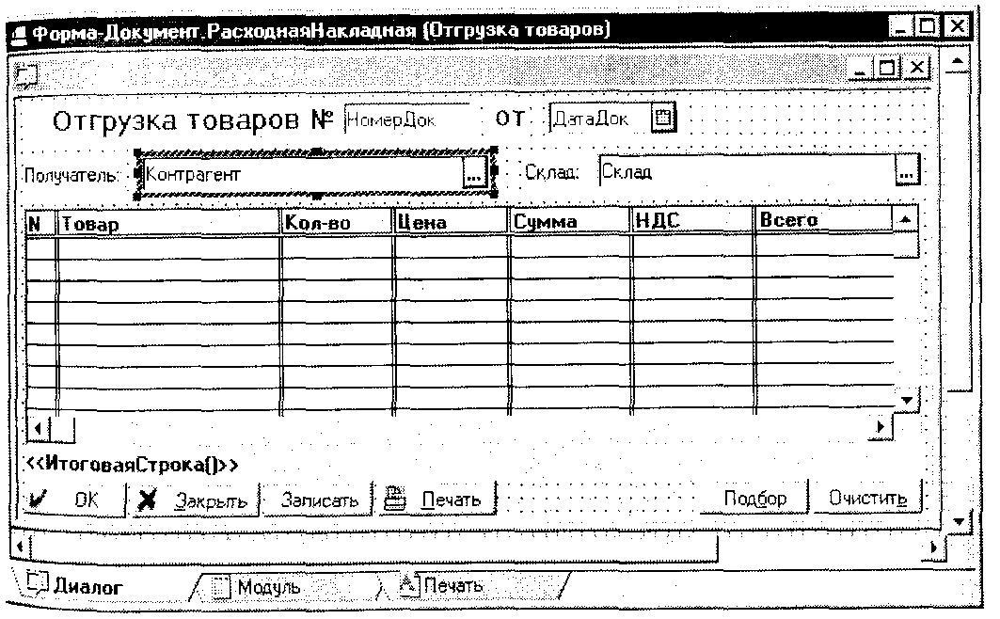 Форма-Документ.РасходнаяНакладная (Отгрузка товаров)
Отгрузка товаров № НомерДок от ДатаДок
Получатель: Контрагент ... Склад: Склад ...
N Товар Кол-во Цена Сумма НДС Всего
<<ИтоговаяСтрока()>>
OK Закрыть Записать Печать Подбор Очистить
Диалог Модуль Печать